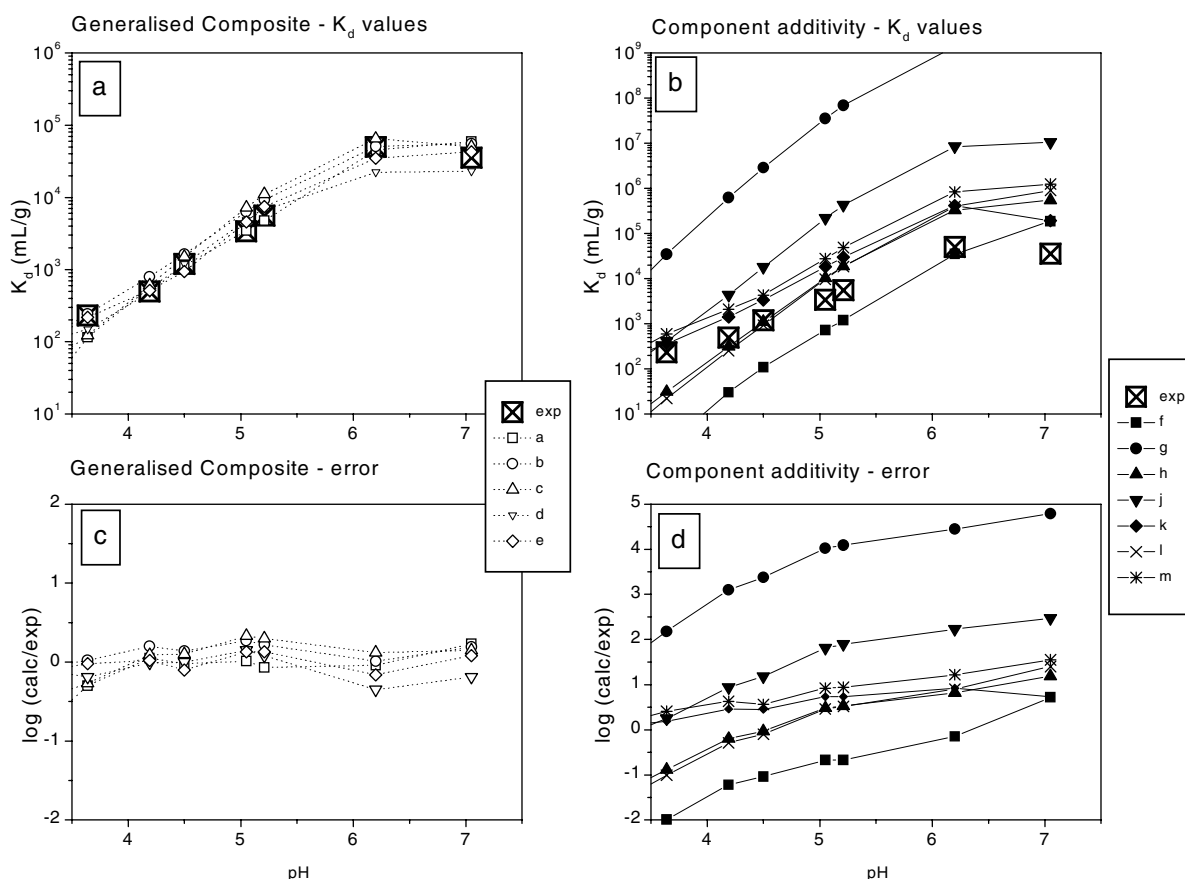 Generalised Composite - Kd values
a
10^6
10^5
10^4
10^3
10^2
10^1
Kd (mL/g)
4 5 6 7
Component additivity - Kd values
b
10^9
10^8
10^7
10^6
10^5
10^4
10^3
10^2
10^1
Kd (mL/g)
4 5 6 7
exp
a
b
c
d
e
exp
f
g
h
j
k
l
m
Generalised Composite - error
c
2
1
0
-1
-2
log (calc/exp)
4 5 6 7
pH
Component additivity - error
d
5
4
3
2
1
0
-1
-2
log (calc/exp)
4 5 6 7
pH